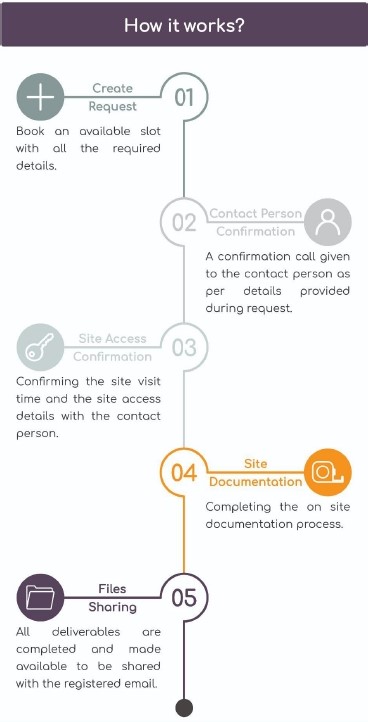 How it works?
Create
Request
01
Book an available slot
with all the required
details.
02
Contact Person
Confirmation
A confirmation call given
to the contact person as
per details provided
during request.
Site Access
Confirmation
03
Confirming the site visit
time and the site access
details with the contact
person.
04
Site
Documentation
Completing the on site
documentation process.
Files
Sharing
05
All deliverables are
completed and made
available to be shared
with the registered email.